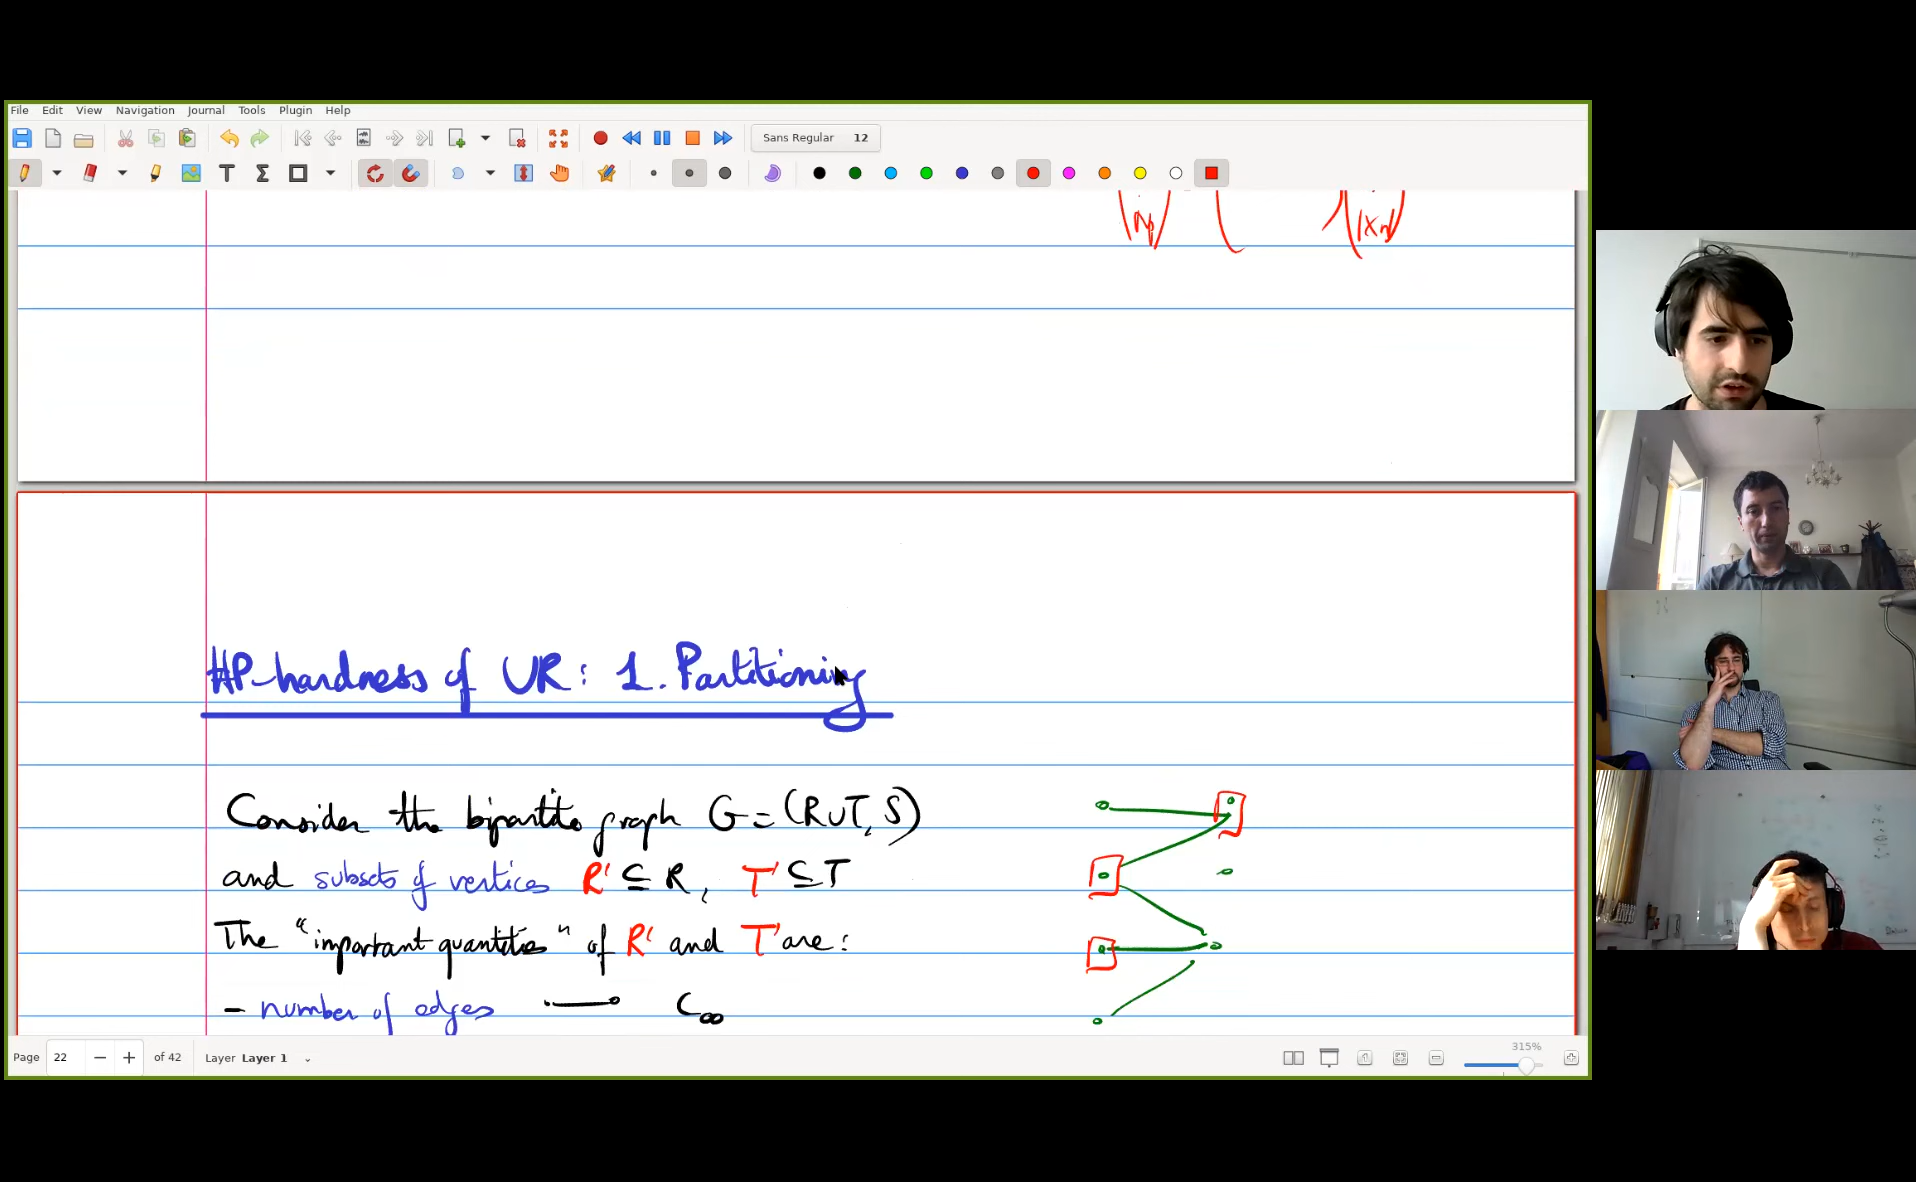 File Edit View Navigation Journal Tools Plugin Help
Sans Regular 12
#P-hardness of UR: 1. Partitioning
Consider the bipartite graph G = (R∪T, S)
and subsets of vertices R' ⊆ R, T' ⊆ T
The "important quantities" of R' and T' are:
- number of edges C∞
Page 22 of 42 Layer Layer 1
315%